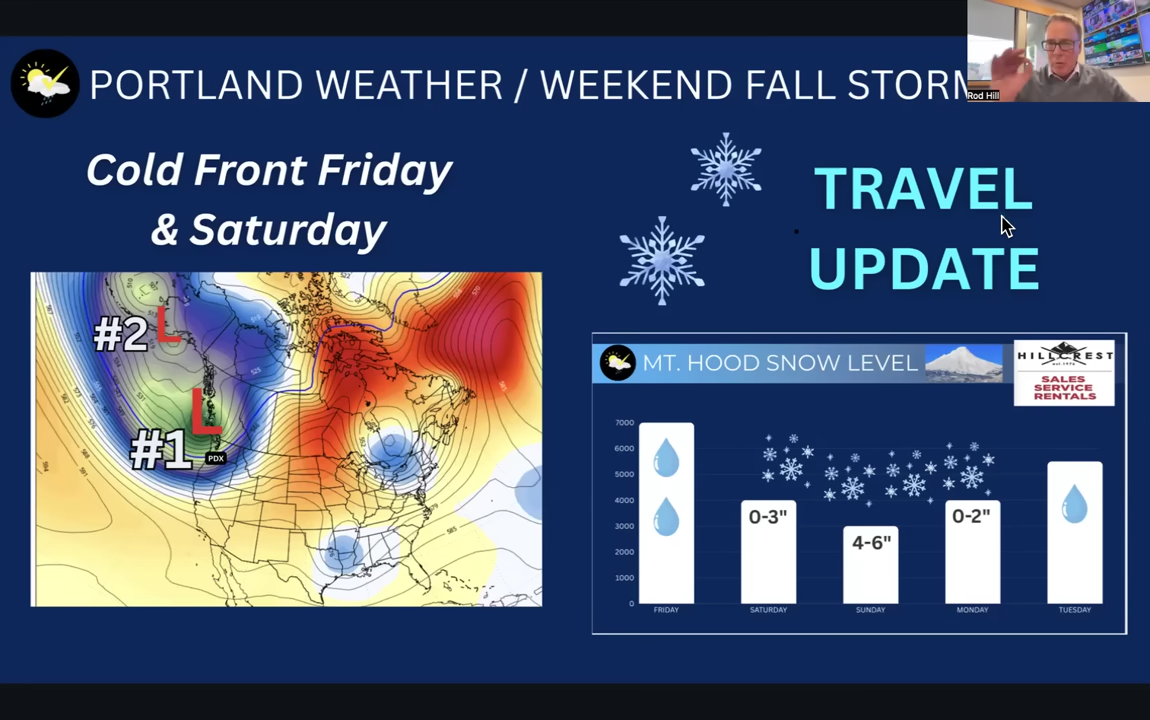 PORTLAND WEATHER / WEEKEND FALL STORM
Rod Hill
Cold Front Friday
& Saturday
TRAVEL
UPDATE
#2
L
L
#1
PDX
MT. HOOD SNOW LEVEL
HILLCREST
SALES
SERVICE
RENTALS
7000
6000
5000
4000
3000
2000
1000
0
0-3"
4-6"
0-2"
FRIDAY
SATURDAY
SUNDAY
MONDAY
TUESDAY